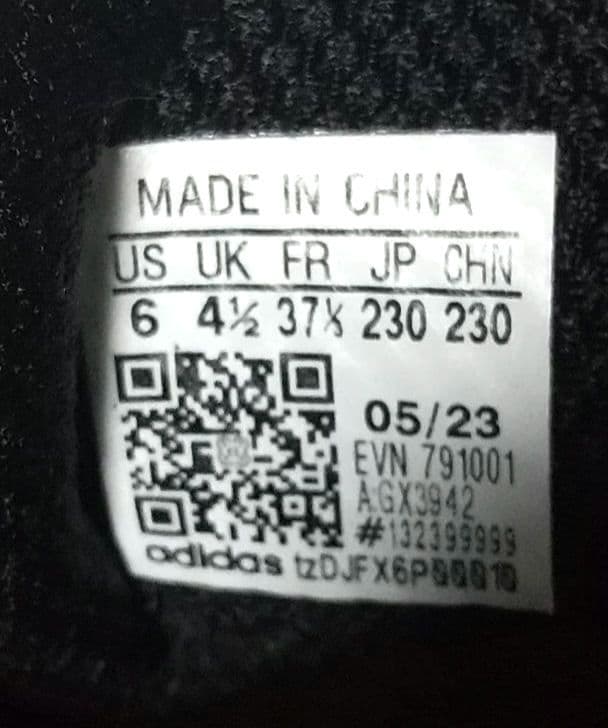 MADE IN CHINA
US UK FR JP CHN
6 4½ 37⅓ 230 230
05/23
EVN 791001
A:GX3942
#132399999
adidas